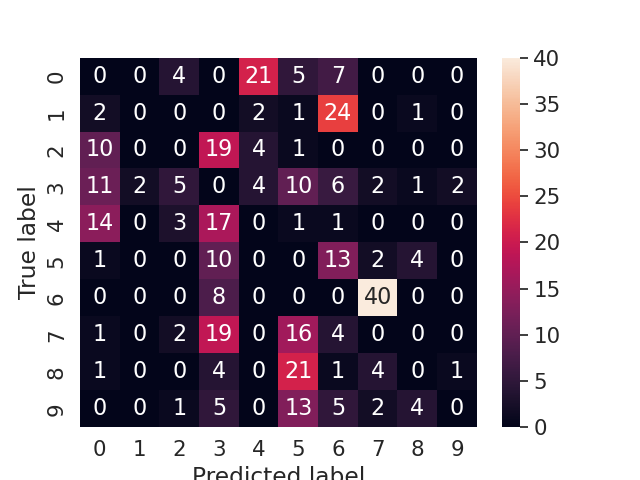 0 0 0 4 0 21 5 7 0 0 0
1 2 0 0 0 2 1 24 0 1 0
2 10 0 0 19 4 1 0 0 0 0
3 11 2 5 0 4 10 6 2 1 2
4 14 0 3 17 0 1 1 0 0 0
5 1 0 0 10 0 0 13 2 4 0
6 0 0 0 8 0 0 0 40 0 0
7 1 0 2 19 0 16 4 0 0 0
8 1 0 0 4 0 21 1 4 0 1
9 0 0 1 5 0 13 5 2 4 0
0 1 2 3 4 5 6 7 8 9
Predicted label
True label
40
35
30
25
20
15
10
5
0